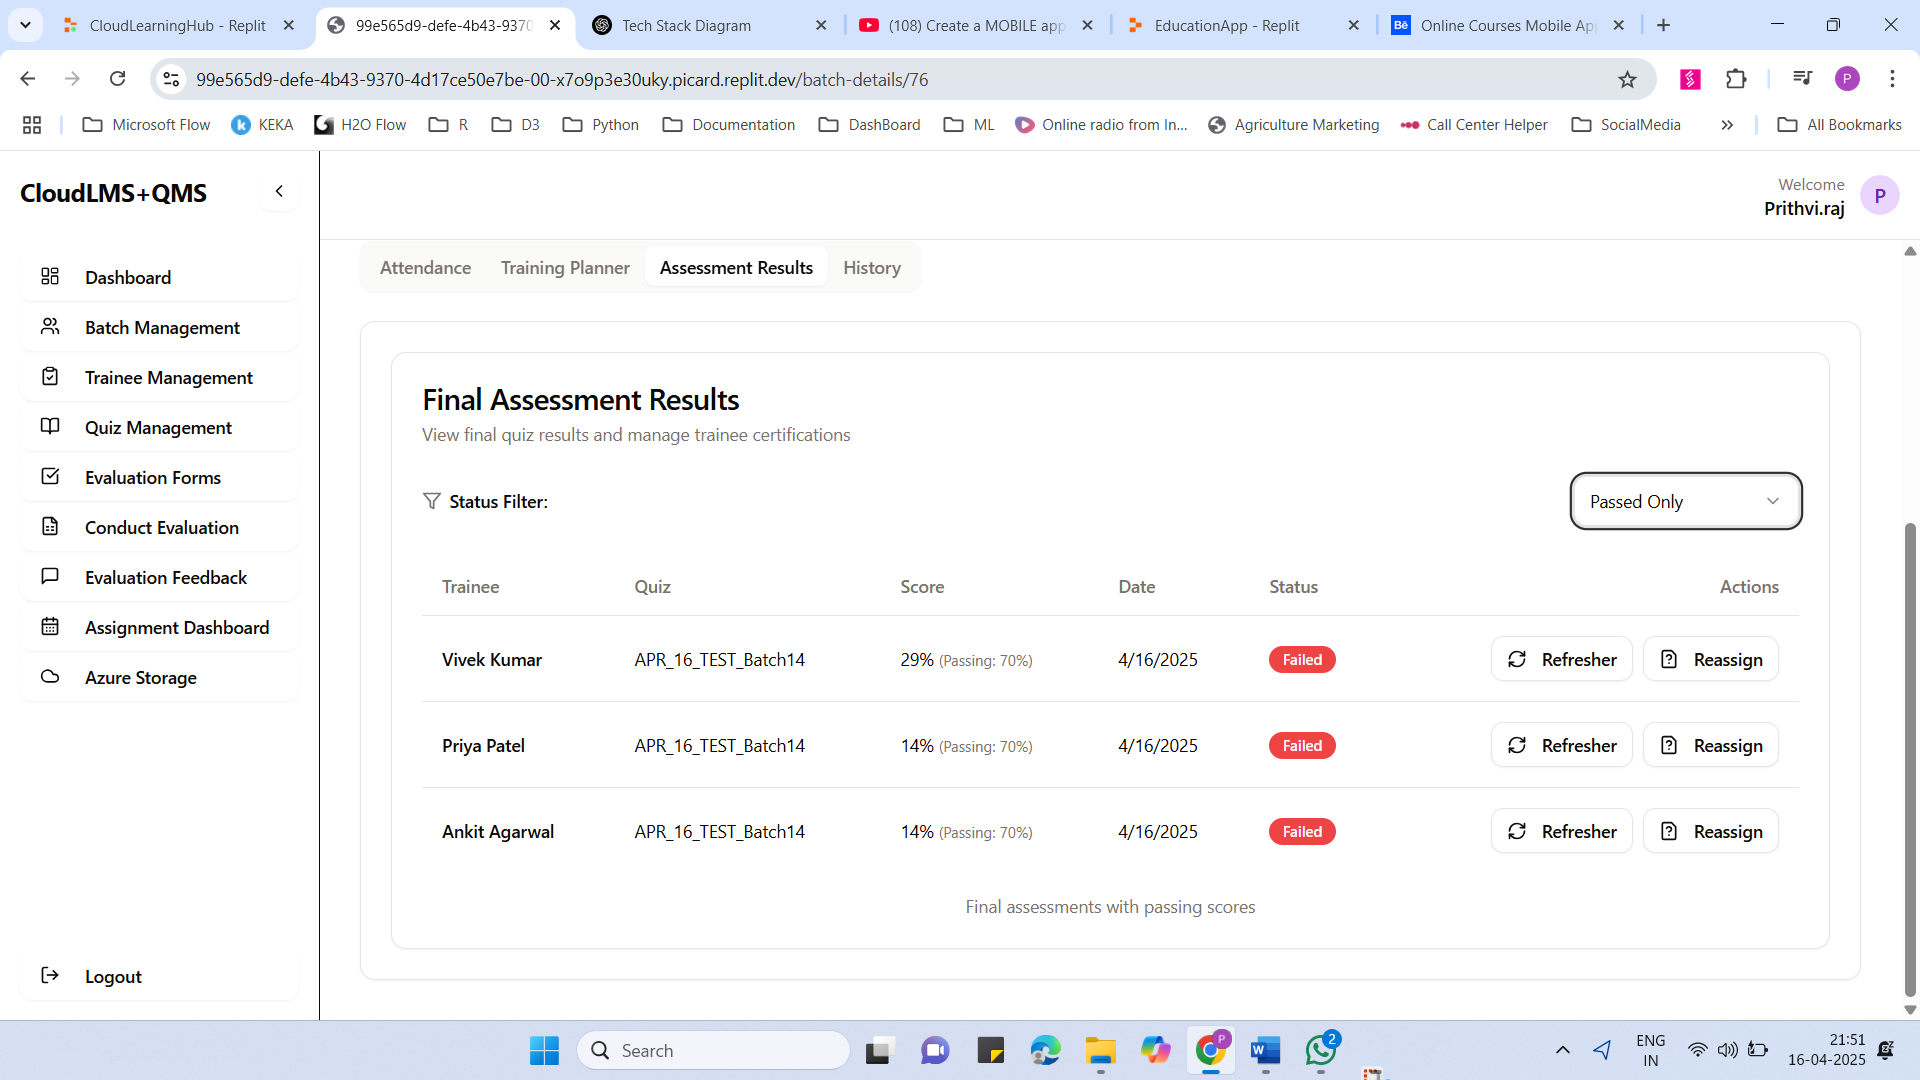 CloudLearningHub - Replit
99e565d9-defe-4b43-9370
Tech Stack Diagram
(108) Create a MOBILE app
EducationApp - Replit
Bē Online Courses Mobile Ap
99e565d9-defe-4b43-9370-4d17ce50e7be-00-x7o9p3e30uky.picard.replit.dev/batch-details/76
P
Microsoft Flow
KEKA
H2O Flow
R
D3
Python
Documentation
DashBoard
ML
Online radio from In...
Agriculture Marketing
Call Center Helper
SocialMedia
All Bookmarks
CloudLMS+QMS
Welcome
Prithvi.raj
P
Dashboard
Batch Management
Trainee Management
Quiz Management
Evaluation Forms
Conduct Evaluation
Evaluation Feedback
Assignment Dashboard
Azure Storage
Logout
Attendance Training Planner Assessment Results History
Final Assessment Results
View final quiz results and manage trainee certifications
Status Filter: Passed Only
Trainee Quiz Score Date Status Actions
Vivek Kumar APR_16_TEST_Batch14 29% (Passing: 70%) 4/16/2025 Failed Refresher Reassign
Priya Patel APR_16_TEST_Batch14 14% (Passing: 70%) 4/16/2025 Failed Refresher Reassign
Ankit Agarwal APR_16_TEST_Batch14 14% (Passing: 70%) 4/16/2025 Failed Refresher Reassign
Final assessments with passing scores
Search
P
W
2
ENG
IN
21:51
16-04-2025